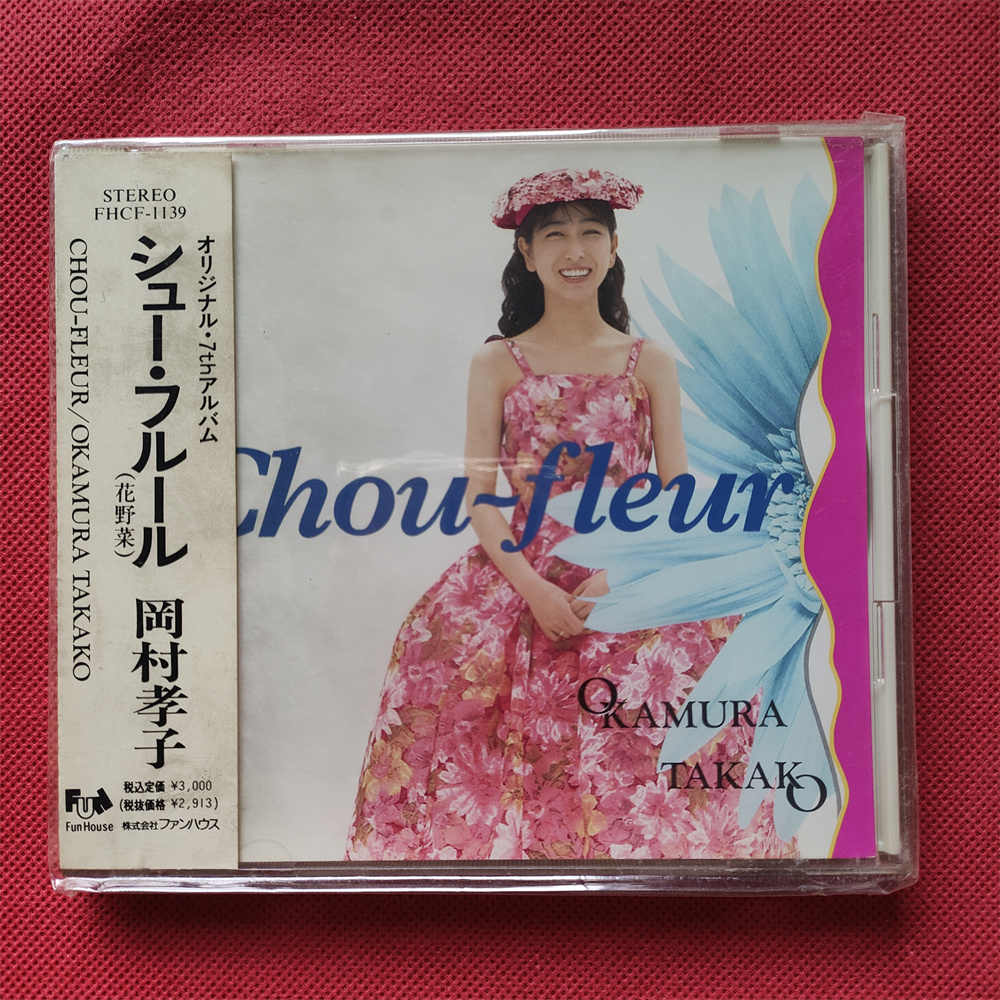 STEREO
FHCF-1139
オリジナル・7thアルバム
シュー・フルール
(花野菜)
岡村孝子
CHOU-FLEUR/OKAMURA TAKAKO
税込定価 ¥3,000
(税抜価格 ¥2,913)
Fun
Fun House
株式会社ファンハウス
Chou-fleur
OKAMURA
TAKAKO